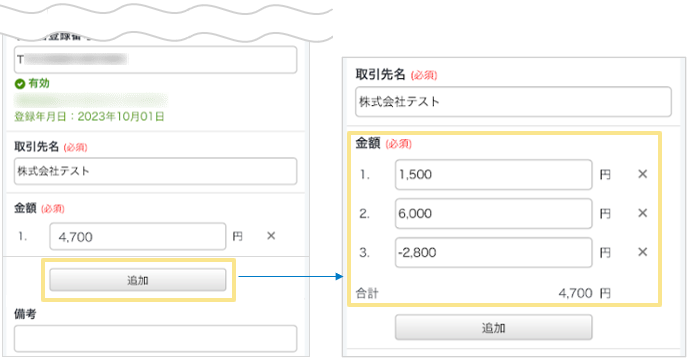 T
有効
登録年月日：2023年10月01日
取引先名 (必須)
株式会社テスト
金額 (必須)
1. 4,700 円 ×
追加
備考
取引先名 (必須)
株式会社テスト
金額 (必須)
1. 1,500 円 ×
2. 6,000 円 ×
3. -2,800 円 ×
合計 4,700 円
追加